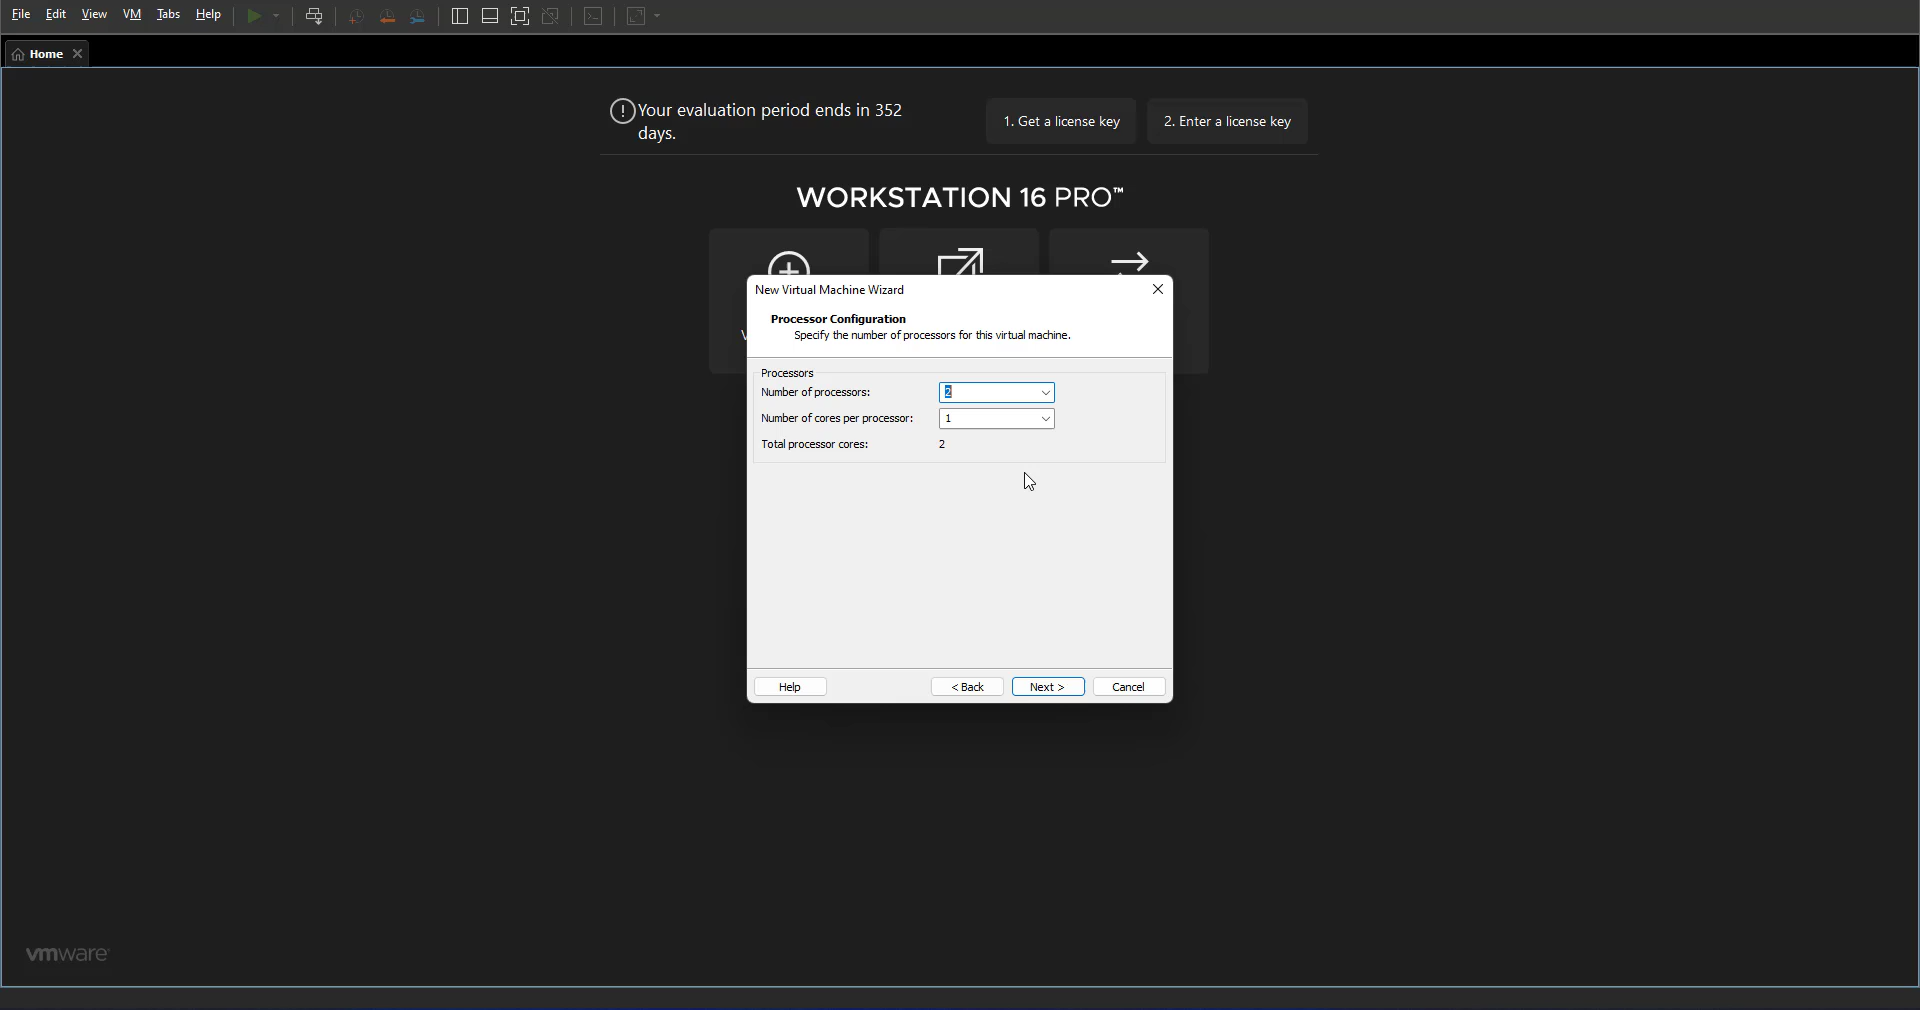 File Edit View VM Tabs Help
Home
Your evaluation period ends in 352
days.
1. Get a license key
2. Enter a license key
WORKSTATION 16 PRO™
New Virtual Machine Wizard
Processor Configuration
Specify the number of processors for this virtual machine.
Processors
Number of processors: 2
Number of cores per processor: 1
Total processor cores: 2
Help
< Back
Next >
Cancel
vmware